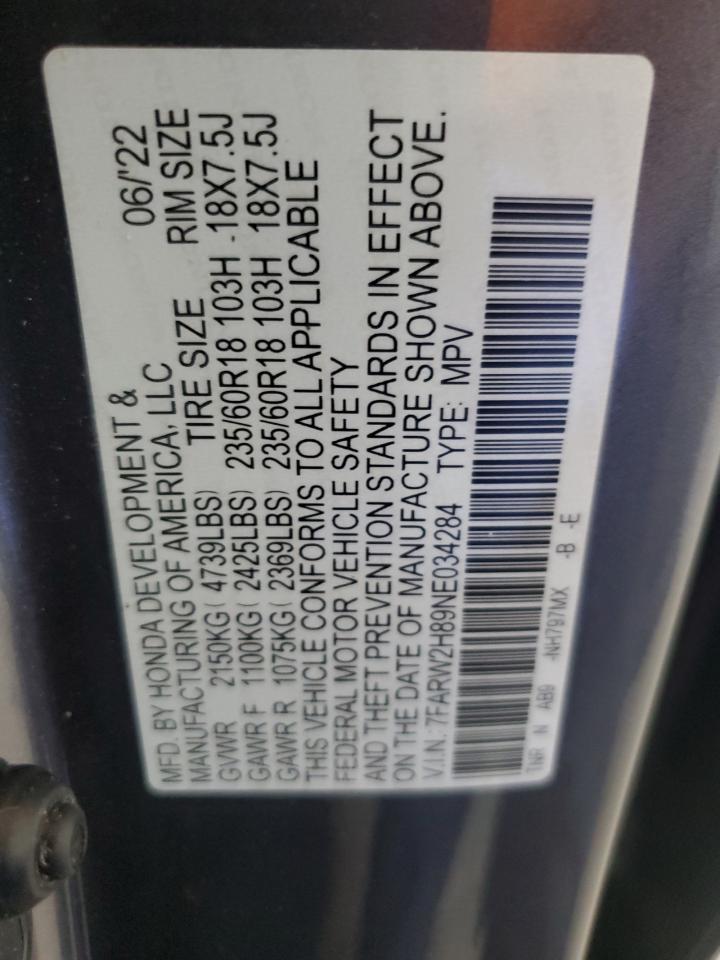 MFD. BY HONDA DEVELOPMENT & 06/'22
MANUFACTURING OF AMERICA, LLC
TIRE SIZE RIM SIZE
GVWR 2150KG( 4739LBS)
GAWR F 1100KG( 2425LBS) 235/60R18 103H -18X7.5J
GAWR R 1075KG( 2369LBS) 235/60R18 103H 18X7.5J
THIS VEHICLE CONFORMS TO ALL APPLICABLE
FEDERAL MOTOR VEHICLE SAFETY
AND THEFT PREVENTION STANDARDS IN EFFECT
ON THE DATE OF MANUFACTURE SHOWN ABOVE.
V.I.N.: 7FARW2H89NE034284 TYPE: MPV
TNR N AB9 -NH797MX -B -E